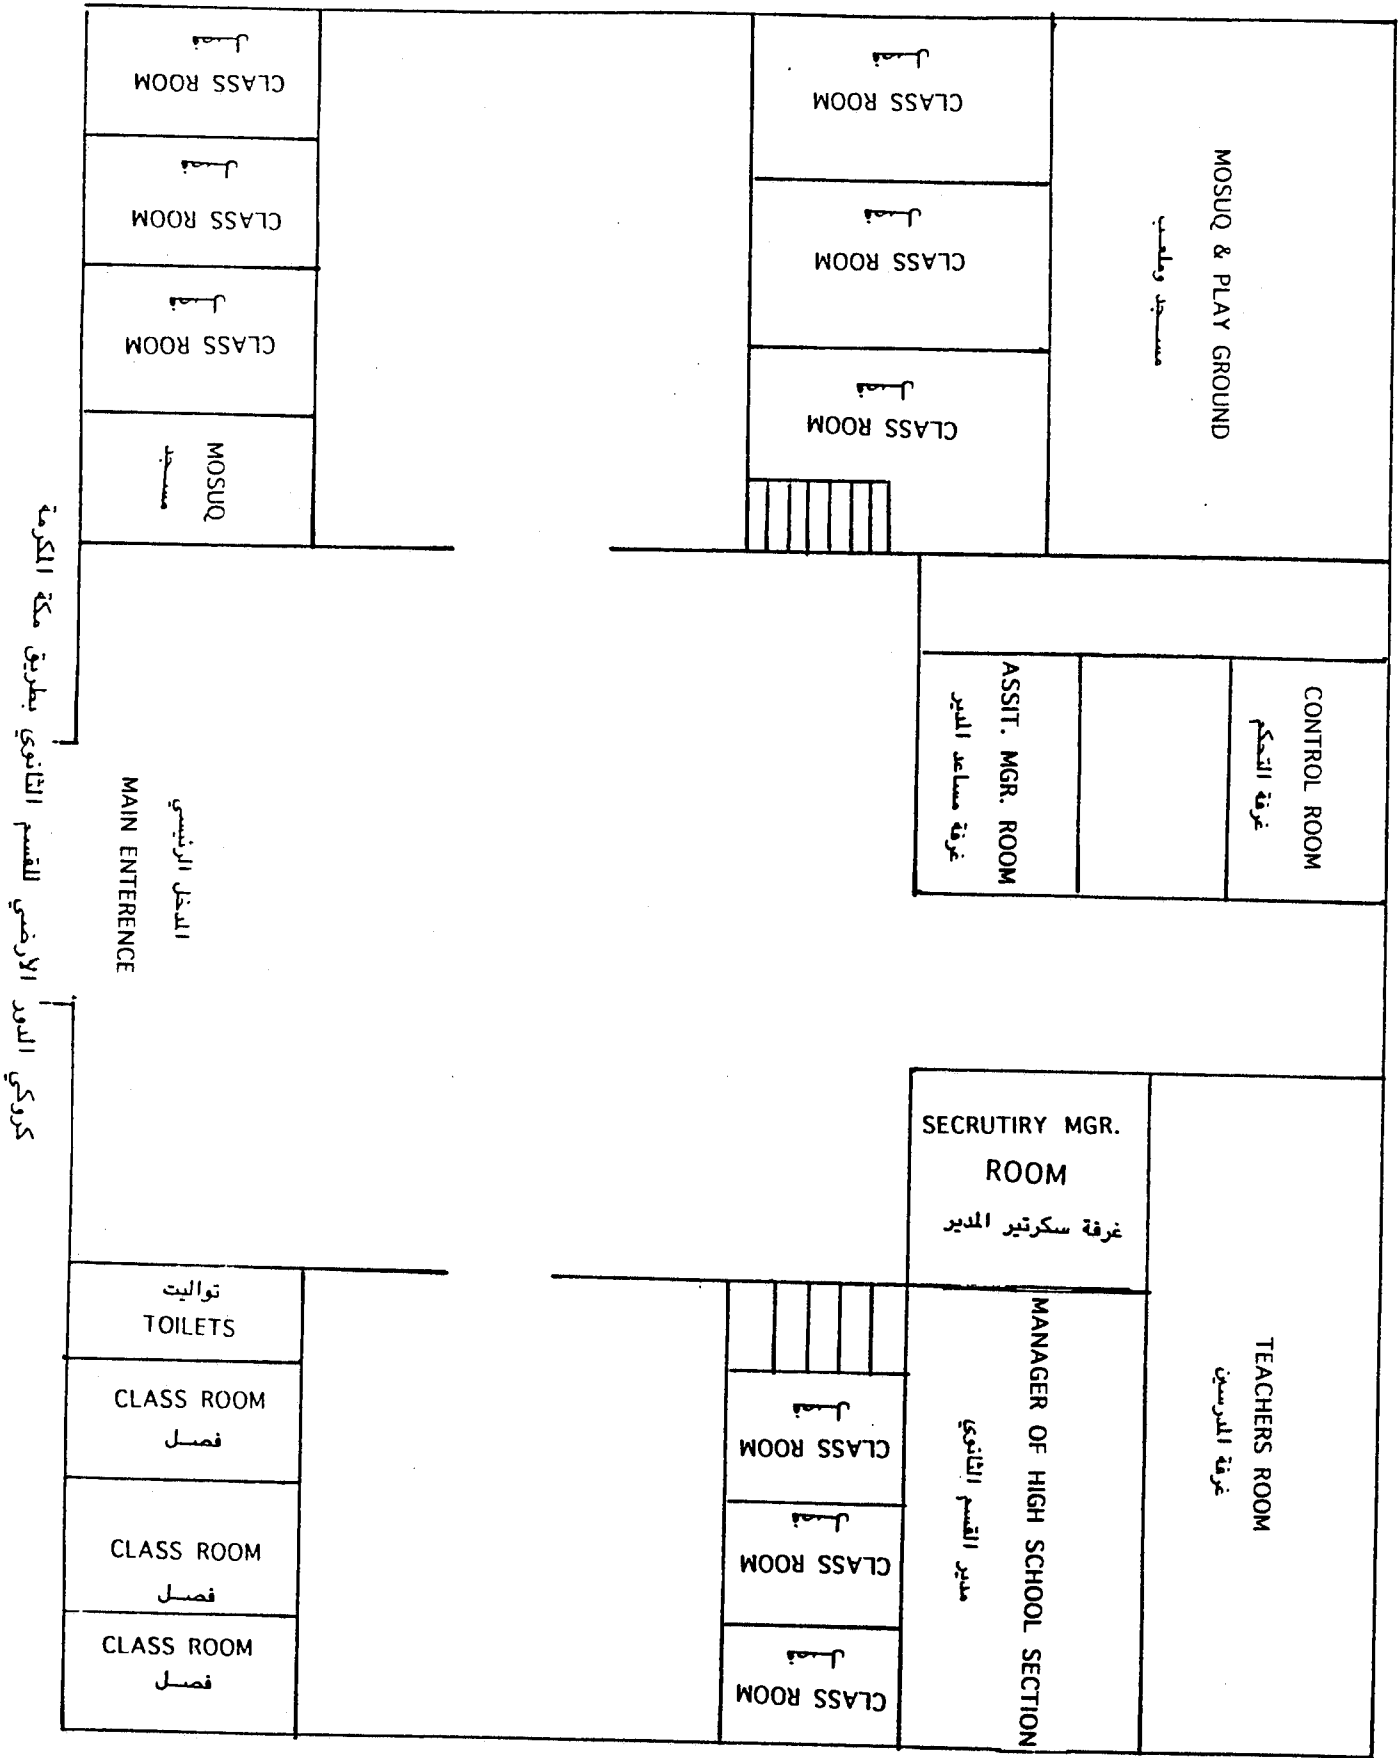 فصل
CLASS ROOM
فصل
CLASS ROOM
فصل
CLASS ROOM
MOSUQ
مسجد
فصل
CLASS ROOM
فصل
CLASS ROOM
فصل
CLASS ROOM
MOSUQ & PLAY GROUND
مسجد وملعب
ASSIT. MGR. ROOM
غرفة مساعد المدير
CONTROL ROOM
غرفة التحكم
المدخل الرئيسي
MAIN ENTERENCE
SECRUTIRY MGR.
ROOM
غرفة سكرتير المدير
TEACHERS ROOM
غرفة المدرسين
MANAGER OF HIGH SCHOOL SECTION
مدير القسم الثانوي
تواليت
TOILETS
CLASS ROOM
فصل
CLASS ROOM
فصل
CLASS ROOM
فصل
فصل
CLASS ROOM
فصل
CLASS ROOM
فصل
CLASS ROOM
كروكي الدور الارضي للقسم الثانوي بطريق مكة المكرمة